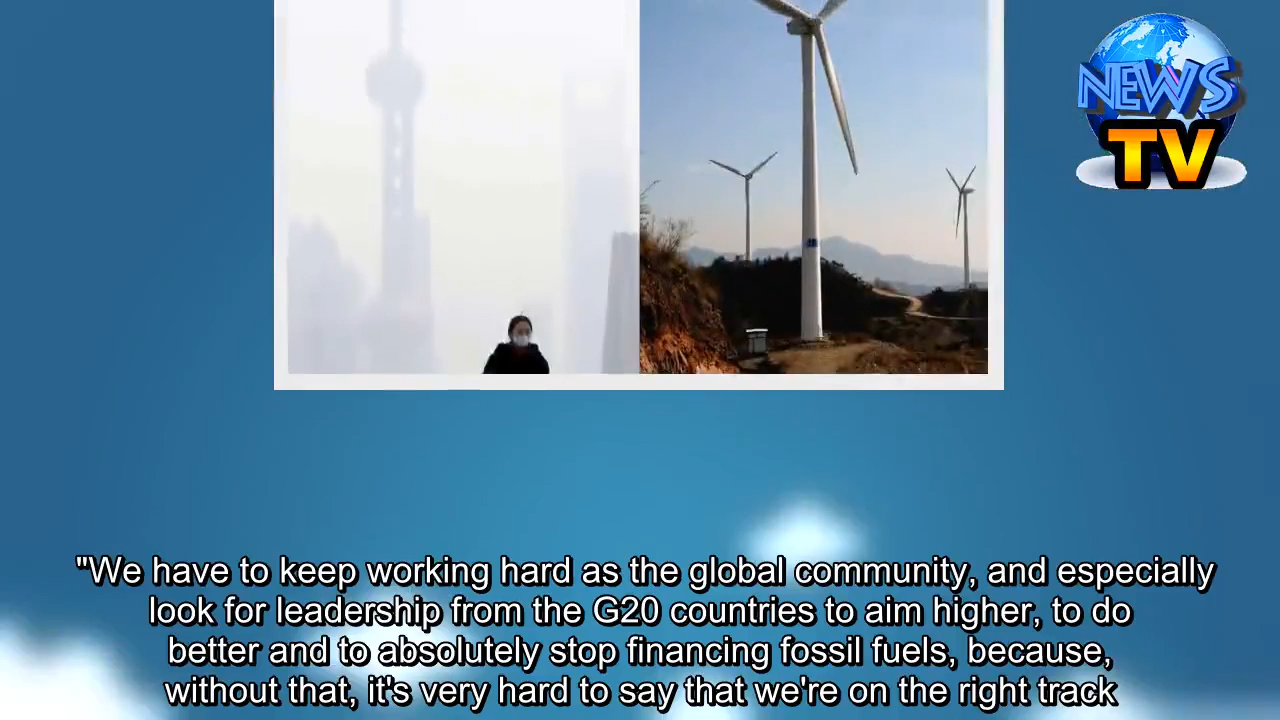 NEWS
TV
"We have to keep working hard as the global community, and especially
look for leadership from the G20 countries to aim higher, to do
better and to absolutely stop financing fossil fuels, because,
without that, it's very hard to say that we're on the right track